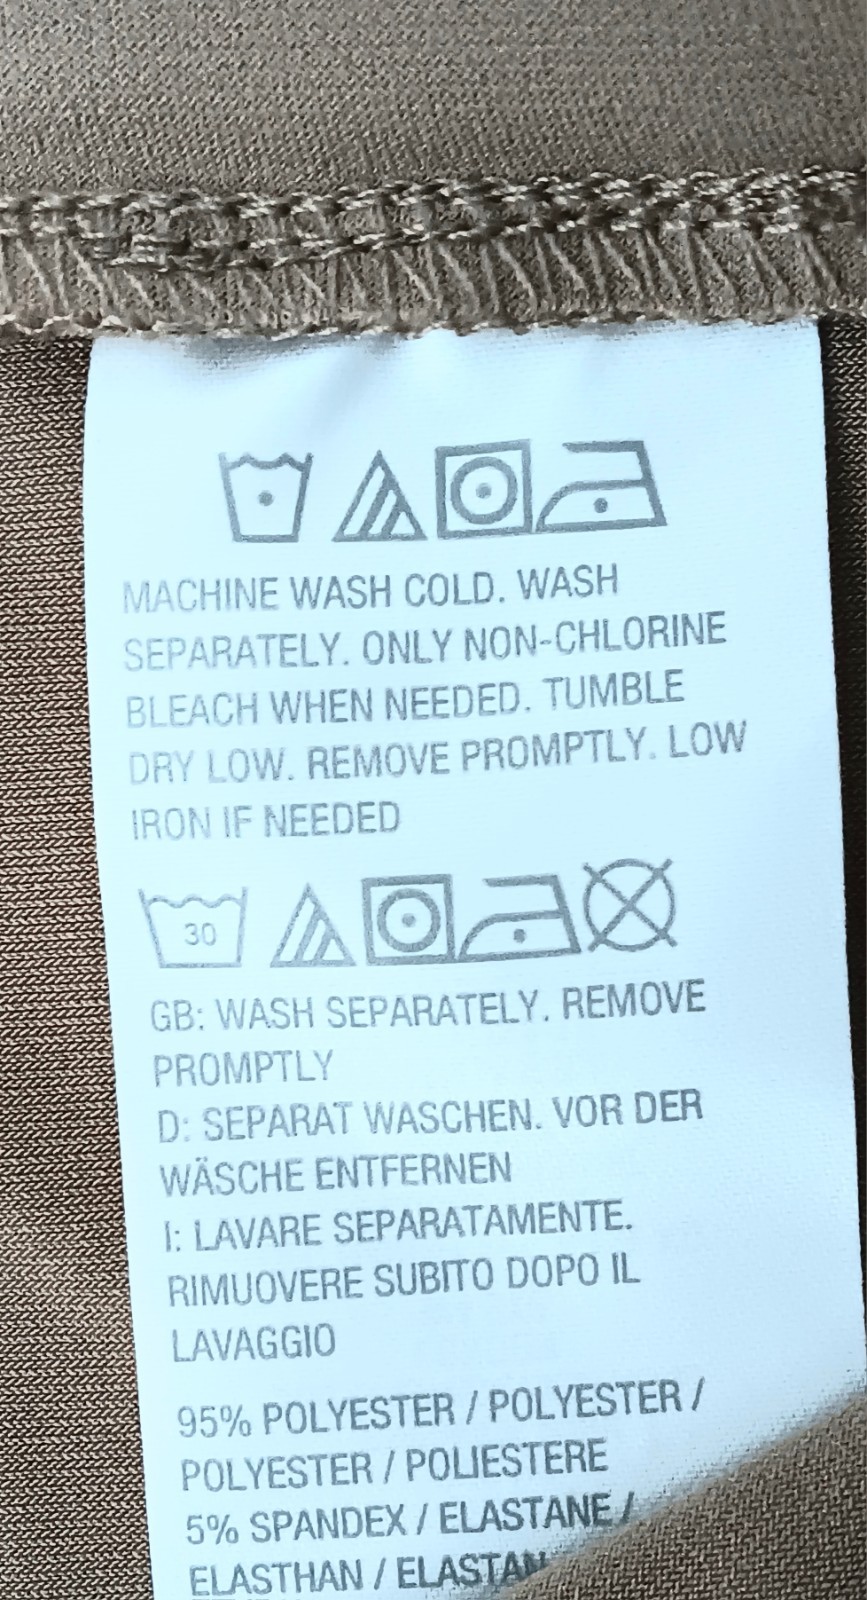 MACHINE WASH COLD. WASH
SEPARATELY. ONLY NON-CHLORINE
BLEACH WHEN NEEDED. TUMBLE
DRY LOW. REMOVE PROMPTLY. LOW
IRON IF NEEDED
30
GB: WASH SEPARATELY. REMOVE
PROMPTLY
D: SEPARAT WASCHEN. VOR DER
WÄSCHE ENTFERNEN
I: LAVARE SEPARATAMENTE.
RIMUOVERE SUBITO DOPO IL
LAVAGGIO
95% POLYESTER / POLYESTER /
POLYESTER / POLIESTERE
5% SPANDEX / ELASTANE /
ELASTHAN / ELASTAN